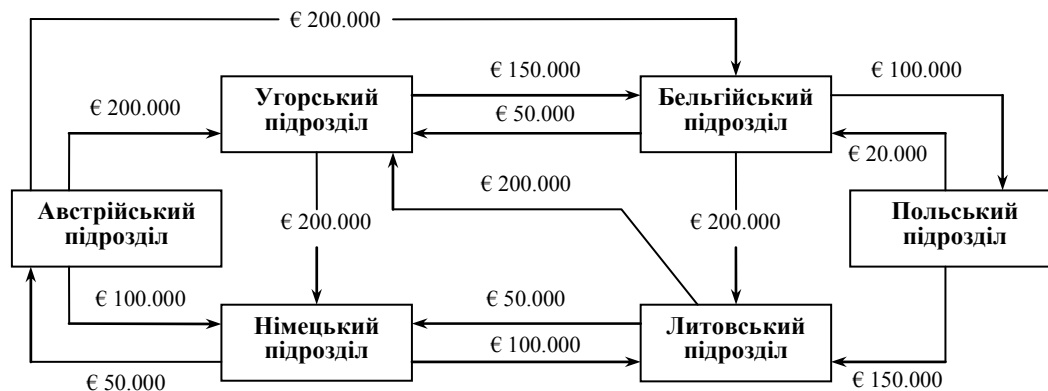 € 200.000
€ 150.000
€ 100.000
Угорський
підрозділ
Бельгійський
підрозділ
€ 200.000
€ 50.000
€ 20.000
€ 200.000
Австрійський
підрозділ
€ 200.000
€ 200.000
Польський
підрозділ
€ 100.000
€ 50.000
Німецький
підрозділ
Литовський
підрозділ
€ 100.000
€ 50.000
€ 150.000